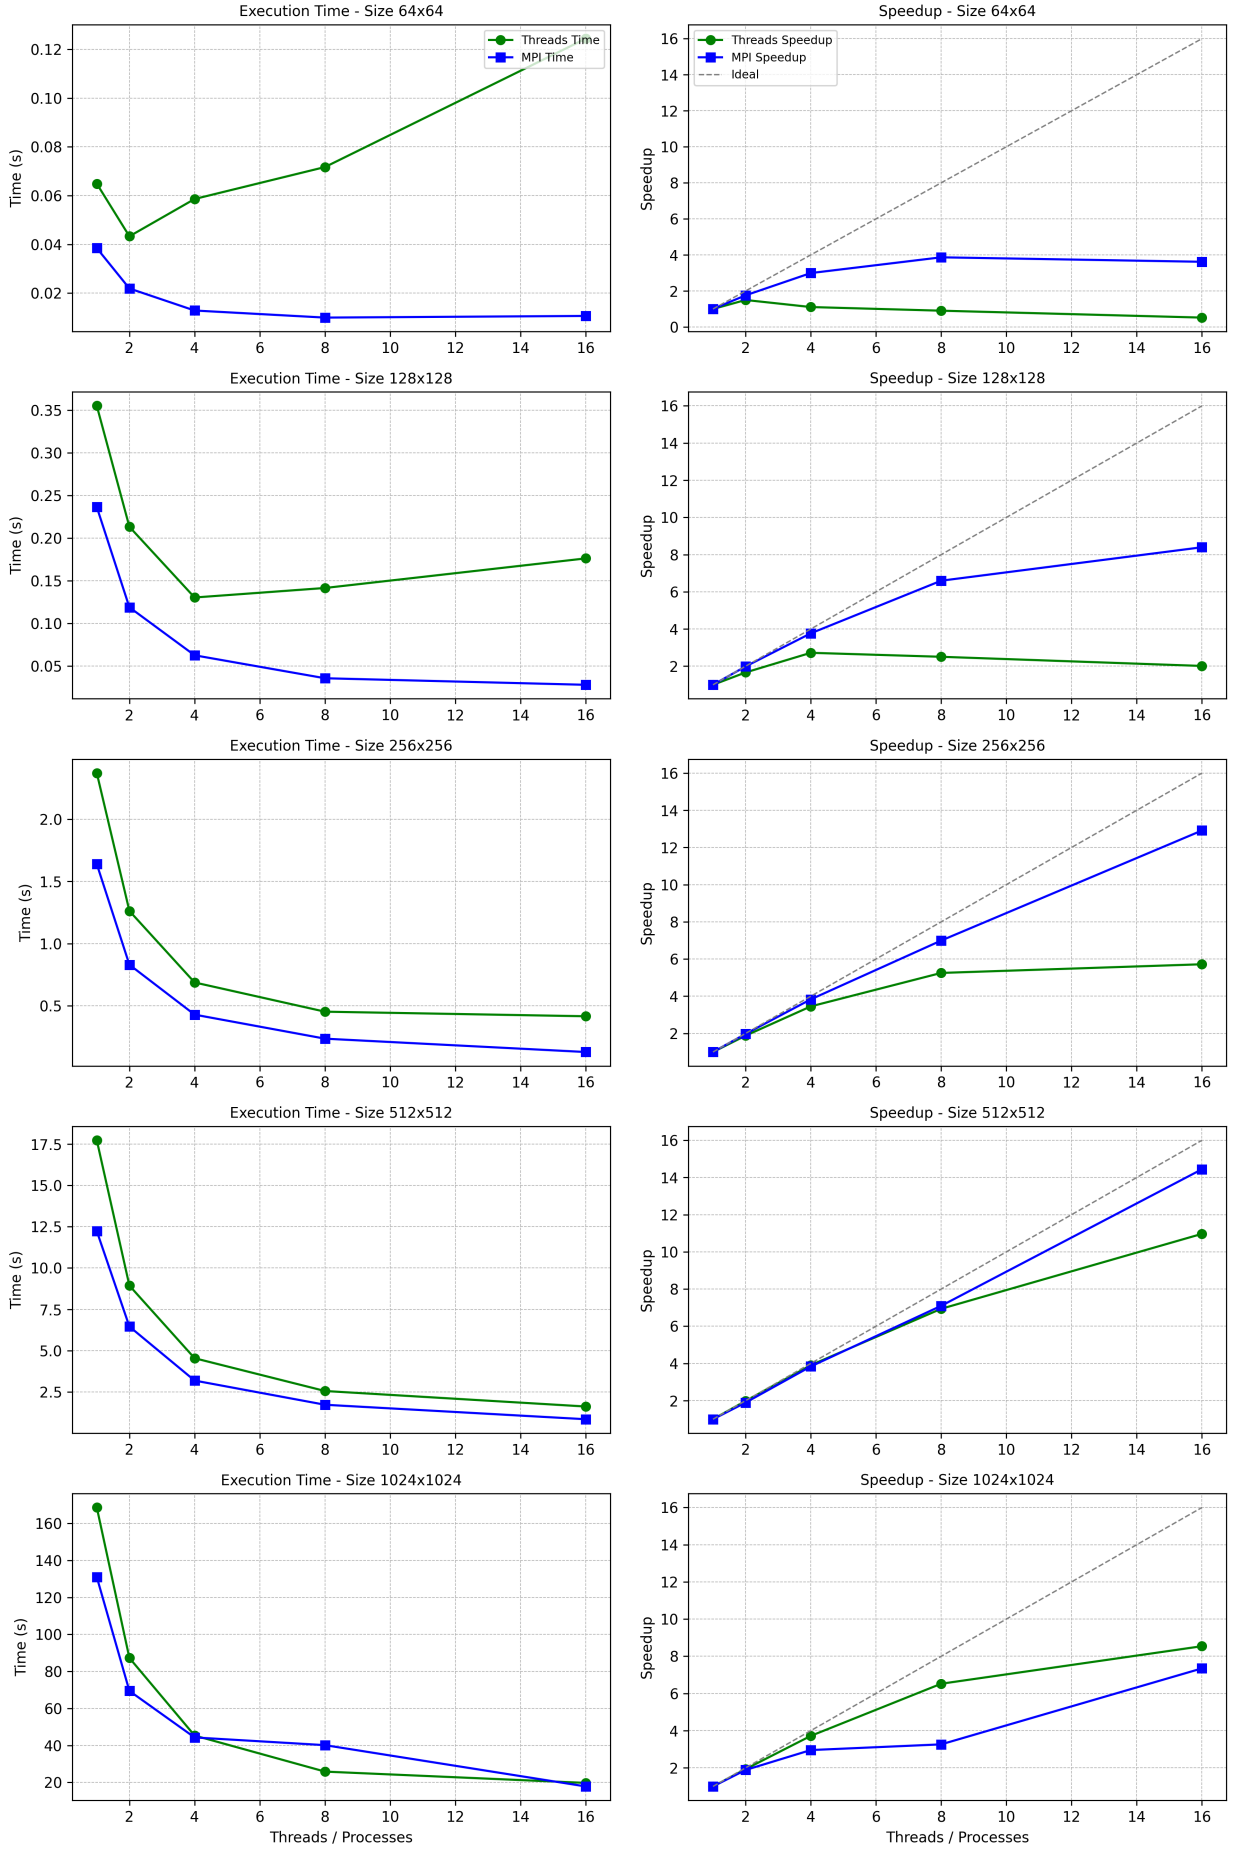 Execution Time - Size 64x64
Time (s)
0.12
0.10
0.08
0.06
0.04
0.02
2 4 6 8 10 12 14 16
Threads Time
MPI Time
Speedup - Size 64x64
Speedup
16
14
12
10
8
6
4
2
0
2 4 6 8 10 12 14 16
Threads Speedup
MPI Speedup
Ideal
Execution Time - Size 128x128
Time (s)
0.35
0.30
0.25
0.20
0.15
0.10
0.05
2 4 6 8 10 12 14 16
Speedup - Size 128x128
Speedup
16
14
12
10
8
6
4
2
2 4 6 8 10 12 14 16
Execution Time - Size 256x256
Time (s)
2.0
1.5
1.0
0.5
2 4 6 8 10 12 14 16
Speedup - Size 256x256
Speedup
16
14
12
10
8
6
4
2
2 4 6 8 10 12 14 16
Execution Time - Size 512x512
Time (s)
17.5
15.0
12.5
10.0
7.5
5.0
2.5
2 4 6 8 10 12 14 16
Speedup - Size 512x512
Speedup
16
14
12
10
8
6
4
2
2 4 6 8 10 12 14 16
Execution Time - Size 1024x1024
Time (s)
160
140
120
100
80
60
40
20
2 4 6 8 10 12 14 16
Threads / Processes
Speedup - Size 1024x1024
Speedup
16
14
12
10
8
6
4
2
2 4 6 8 10 12 14 16
Threads / Processes